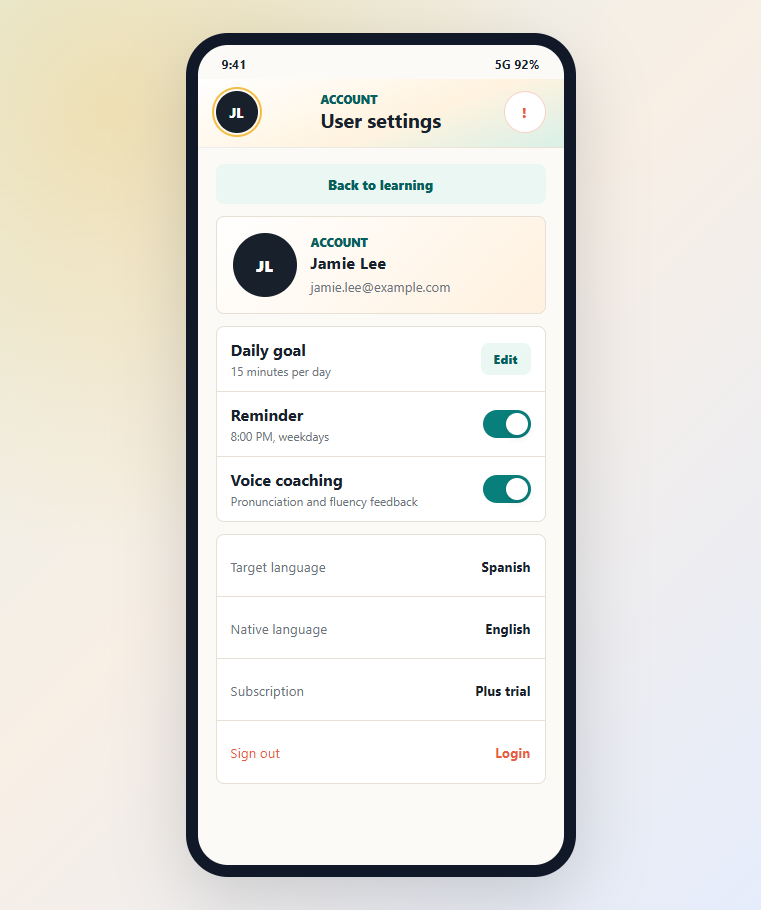 9:41
5G 92%
JL
ACCOUNT
User settings
!
Back to learning
JL
ACCOUNT
Jamie Lee
jamie.lee@example.com
Daily goal
15 minutes per day
Edit
Reminder
8:00 PM, weekdays
Voice coaching
Pronunciation and fluency feedback
Target language
Spanish
Native language
English
Subscription
Plus trial
Sign out
Login